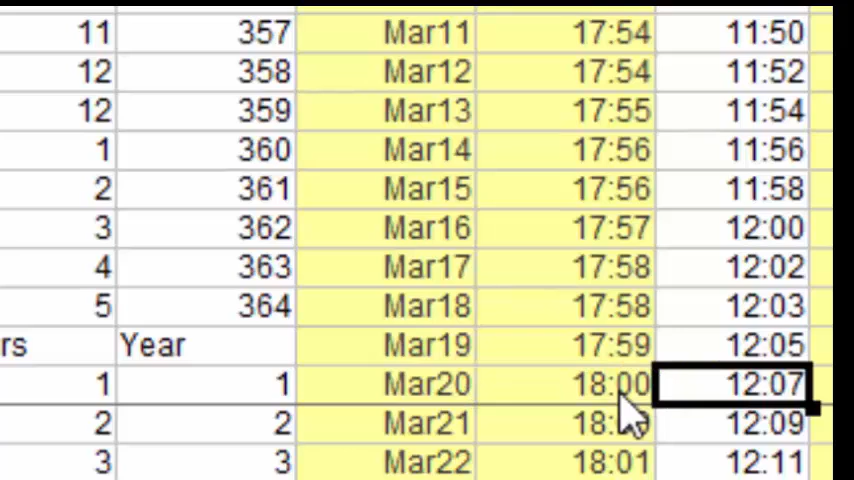 11 357 Mar11 17:54 11:50
12 358 Mar12 17:54 11:52
12 359 Mar13 17:55 11:54
1 360 Mar14 17:56 11:56
2 361 Mar15 17:56 11:58
3 362 Mar16 17:57 12:00
4 363 Mar17 17:58 12:02
5 364 Mar18 17:58 12:03
rs Year Mar19 17:59 12:05
1 1 Mar20 18:00 12:07
2 2 Mar21 12:09
3 3 Mar22 18:01 12:11